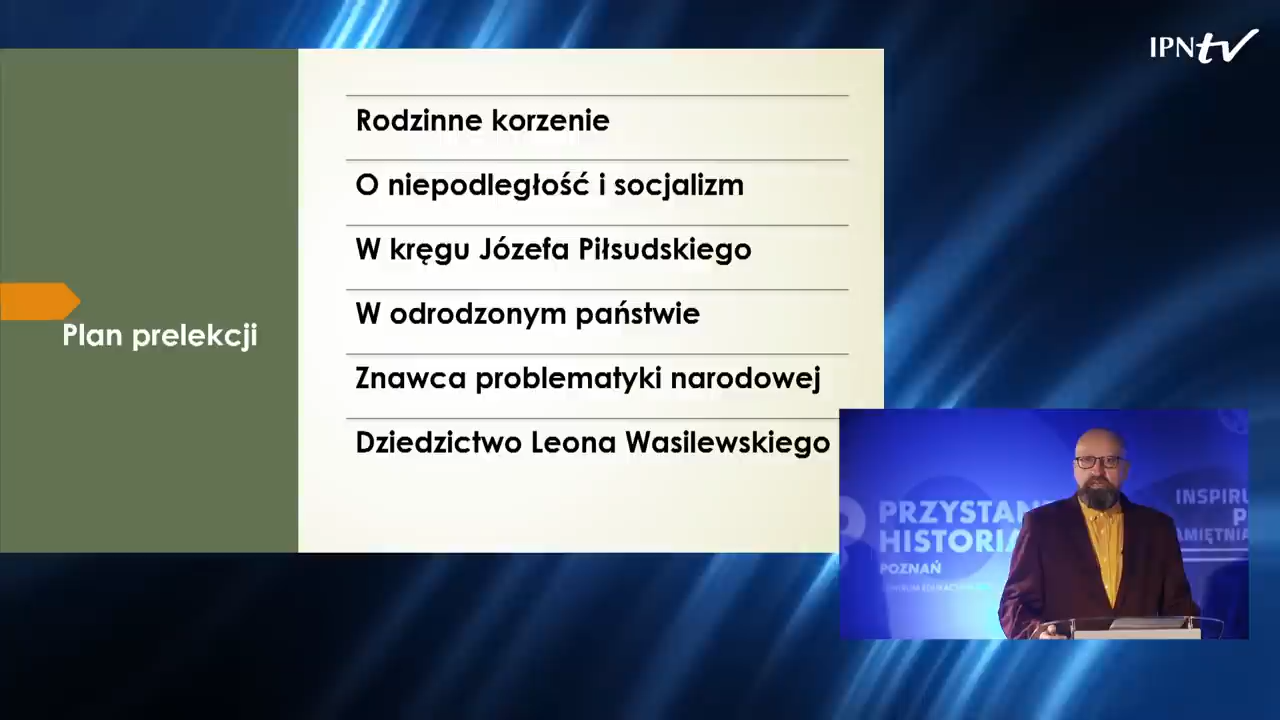 IPNtv
Rodzinne korzenie
O niepodległość i socjalizm
W kręgu Józefa Piłsudskiego
W odrodzonym państwie
Znawca problematyki narodowej
Dziedzictwo Leona Wasilewskiego
Plan prelekcji
PRZYSTAN
HISTORIA
POZNAŃ
INSPIRU
P
AMIĘTNIA